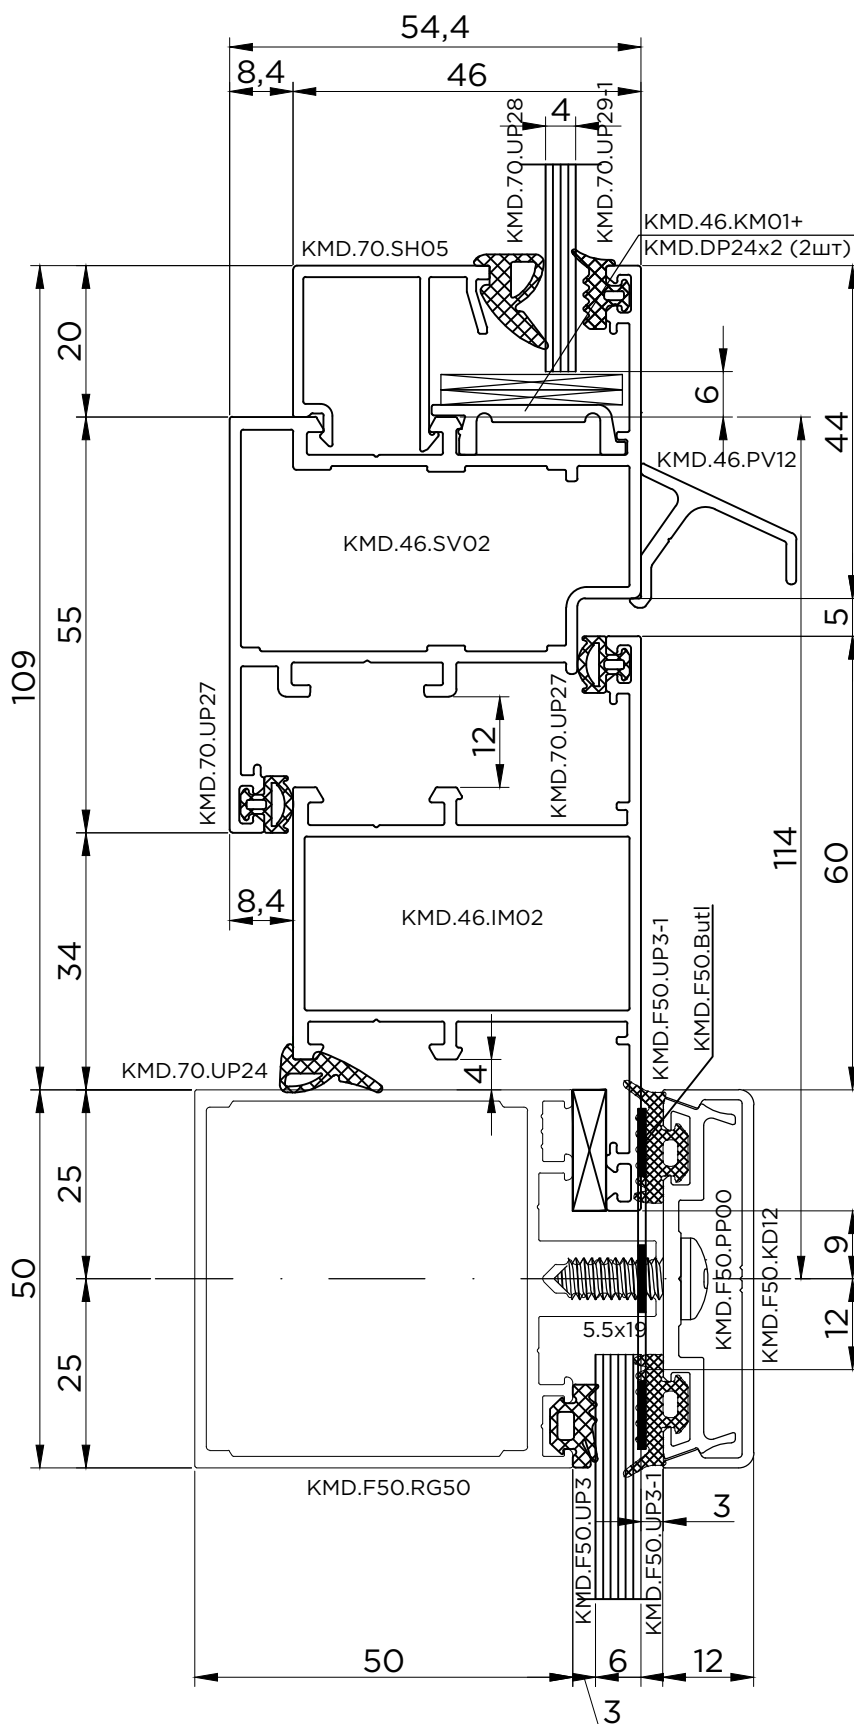 54,4
8,4
46
4
KMD.70.UP28
KMD.70.UP29-1
KMD.46.KM01+
KMD.DP24x2 (2шт)
KMD.70.SH05
20
6
44
KMD.46.PV12
KMD.46.SV02
5
55
109
KMD.70.UP27
KMD.70.UP27
12
114
60
8,4
KMD.46.IM02
KMD.F50.UP3-1
KMD.F50.Butl
34
KMD.70.UP24
4
25
50
9
KMD.F50.PP00
KMD.F50.KD12
12
5.5x19
25
KMD.F50.RG50
KMD.F50.UP3
KMD.F50.UP3-1
3
50
6
12
3